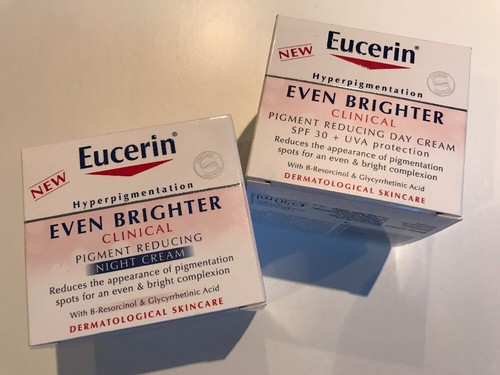 Eucerin®
NEW
Hyperpigmentation
EVEN BRIGHTER
CLINICAL
PIGMENT REDUCING
NIGHT CREAM
Reduces the appearance of pigmentation
spots for an even & bright complexion
With B-Resorcinol & Glycyrrhetinic Acid
DERMATOLOGICAL SKINCARE
NEW
Eucerin®
Hyperpigmentation
EVEN BRIGHTER
CLINICAL
PIGMENT REDUCING DAY CREAM
SPF 30 + UVA protection
Reduces the appearance of pigmentation
spots for an even & bright complexion
With B-Resorcinol & Glycyrrhetinic Acid
DERMATOLOGICAL SKINCARE